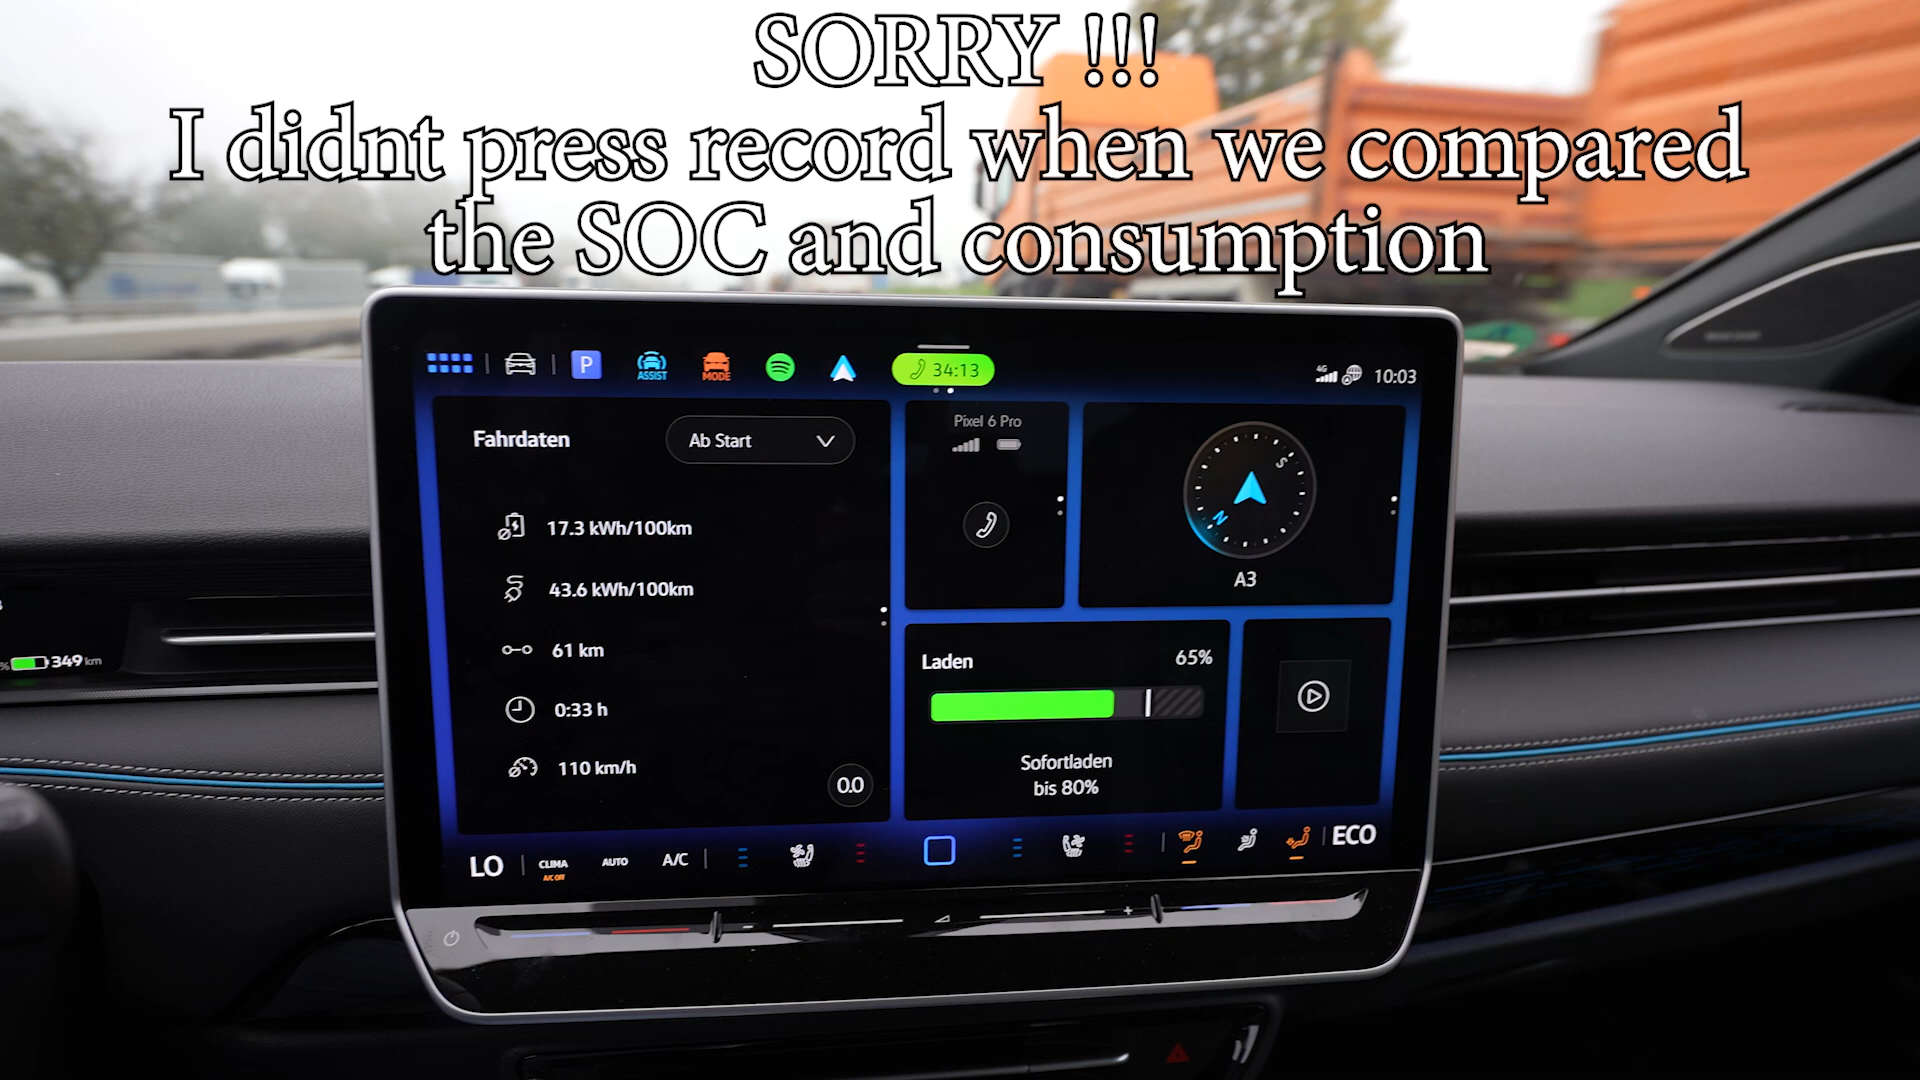 SORRY !!!
I didnt press record when we compared
the SOC and consumption
P
ASSIST
MODE
34:13
4G
10:03
Fahrdaten
Ab Start
17.3 kWh/100km
43.6 kWh/100km
61 km
0:33 h
110 km/h
0.0
Pixel 6 Pro
S
N
A3
Laden
65%
Sofortladen
bis 80%
% 349 km
LO
CLIMA
A/C OFF
AUTO
A/C
ECO
- +